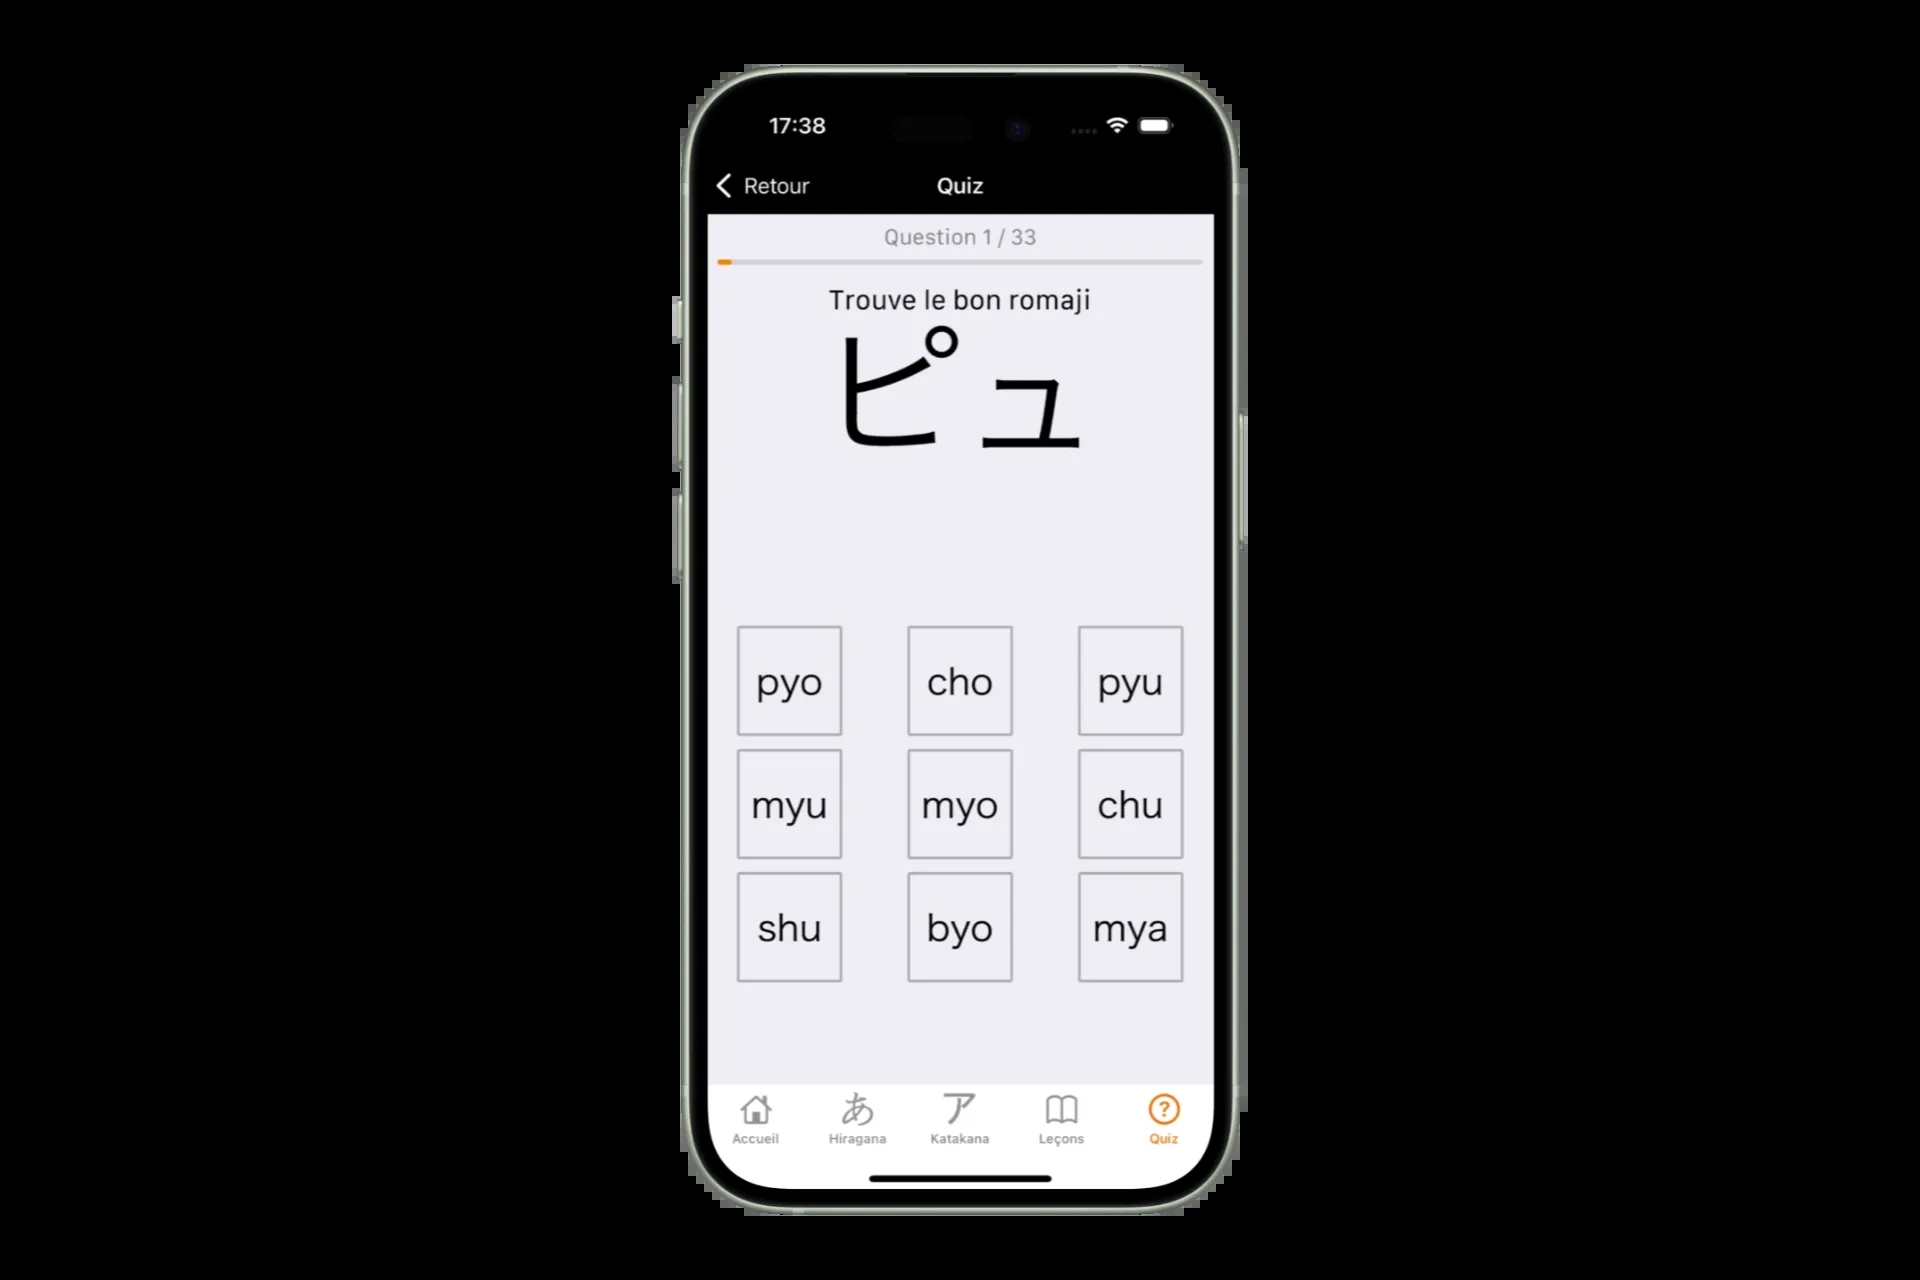 17:38
Retour
Quiz
Question 1 / 33
Trouve le bon romaji
ピュ
pyo cho pyu
myu myo chu
shu byo mya
あ ア ?
Accueil Hiragana Katakana Leçons Quiz